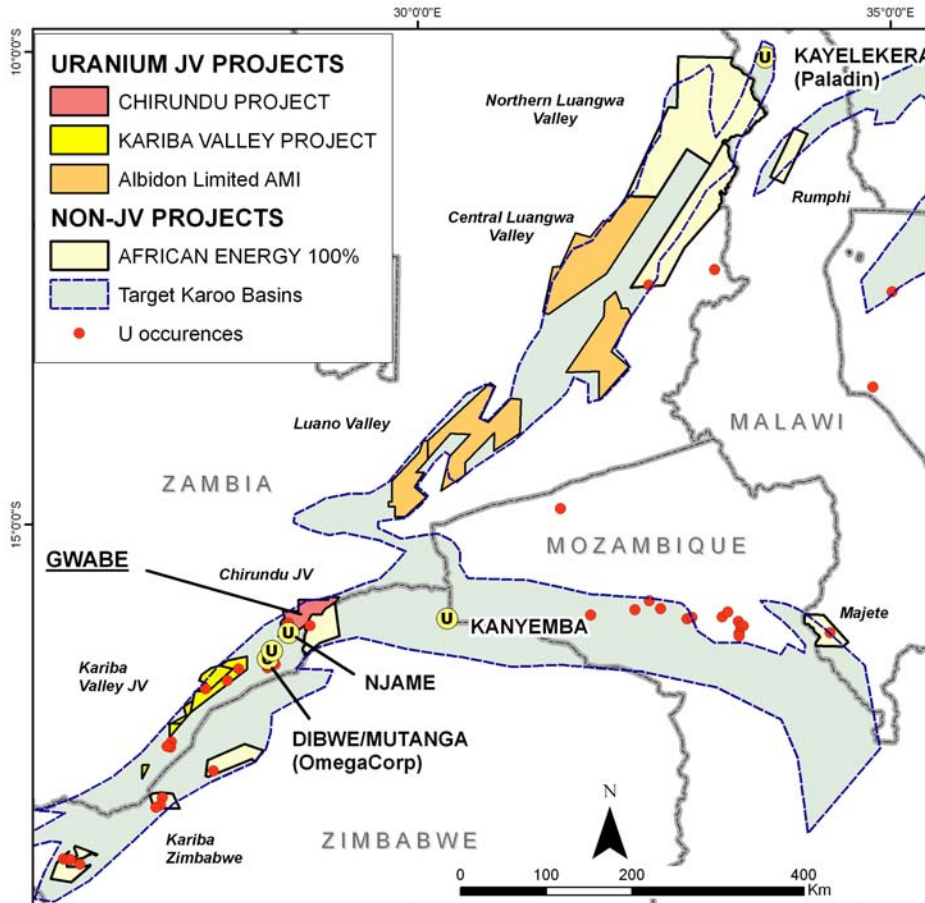 30°0'0"E
35°0'0"E
10°0'0"S
15°0'0"S
URANIUM JV PROJECTS
CHIRUNDU PROJECT
KARIBA VALLEY PROJECT
Albidon Limited AMI
NON-JV PROJECTS
AFRICAN ENERGY 100%
Target Karoo Basins
U occurences
U
KAYELEKERA
(Paladin)
Northern Luangwa
Valley
Rumphi
Central Luangwa
Valley
Luano Valley
MALAWI
ZAMBIA
MOZAMBIQUE
GWABE
Chirundu JV
U
KANYEMBA
Majete
U
U
Kariba
Valley JV
NJAME
DIBWE/MUTANGA
(OmegaCorp)
N
ZIMBABWE
Kariba
Zimbabwe
0 100 200 400
Km